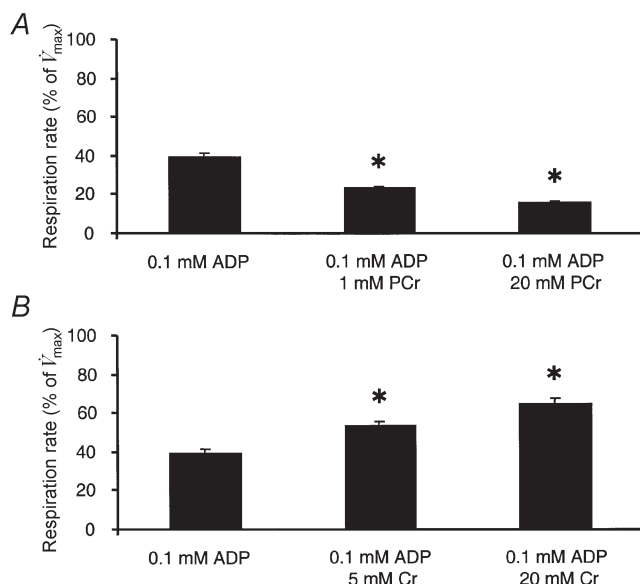 A
Respiration rate (% of V̇max)
100
80
60
40
20
0
*
*
0.1 mM ADP
0.1 mM ADP
1 mM PCr
0.1 mM ADP
20 mM PCr
B
Respiration rate (% of V̇max)
100
80
60
40
20
0
*
*
0.1 mM ADP
0.1 mM ADP
5 mM Cr
0.1 mM ADP
20 mM Cr